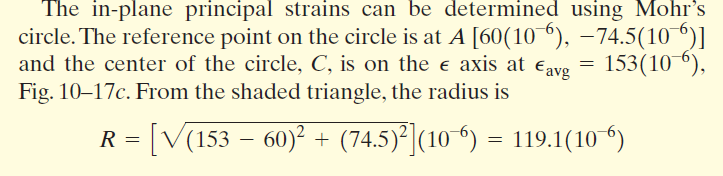 The in-plane principal strains can be determined using Mohr's
circle. The reference point on the circle is at A [60(10⁻⁶), −74.5(10⁻⁶)]
and the center of the circle, C, is on the ϵ axis at ϵavg = 153(10⁻⁶),
Fig. 10–17c. From the shaded triangle, the radius is
R = [√(153 − 60)² + (74.5)²](10⁻⁶) = 119.1(10⁻⁶)